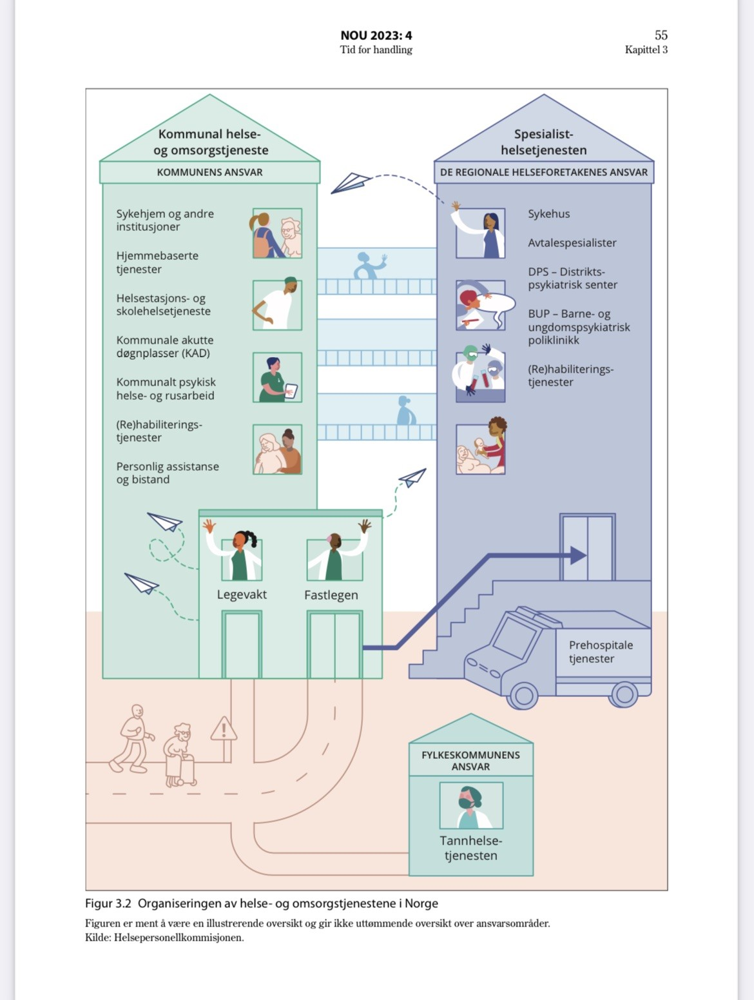 NOU 2023: 4
55
Tid for handling
Kapittel 3
Kommunal helse-
og omsorgstjeneste
KOMMUNENS ANSVAR
Sykehjem og andre
institusjoner
Hjemmebaserte
tjenester
Helsestasjons- og
skolehelsetjeneste
Kommunale akutte
døgnplasser (KAD)
Kommunalt psykisk
helse- og rusarbeid
(Re)habiliterings-
tjenester
Personlig assistanse
og bistand
Legevakt
Fastlegen
Spesialist-
helsetjenesten
DE REGIONALE HELSEFORETAKENES ANSVAR
Sykehus
Avtalespesialister
DPS – Distrikts-
psykiatrisk senter
BUP – Barne- og
ungdomspsykiatrisk
poliklinikk
(Re)habiliterings-
tjenester
Prehospitale
tjenester
!
FYLKESKOMMUNENS
ANSVAR
Tannhelse-
tjenesten
Figur 3.2 Organiseringen av helse- og omsorgstjenestene i Norge
Figuren er ment å være en illustrerende oversikt og gir ikke uttømmende oversikt over ansvarsområder.
Kilde: Helsepersonellkommisjonen.